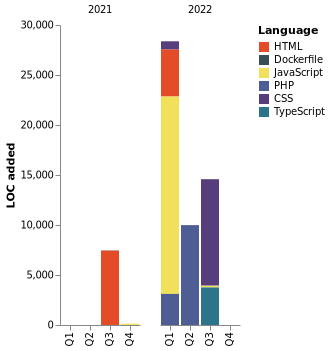 2021 2022
Language
HTML
Dockerfile
JavaScript
PHP
CSS
TypeScript
LOC added
30,000
25,000
20,000
15,000
10,000
5,000
0
Q1 Q2 Q3 Q4 Q1 Q2 Q3 Q4